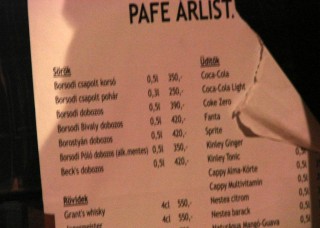 PAFE ÁRLIST.
Sörök
Borsodi csapolt korsó 0,5l 350,-
Borsodi csapolt pohár 0,3l 250,-
Borsodi dobozos 0,5l 390,-
Borsodi Bivaly dobozos 0,5l 420,-
Borostyán dobozos 0,5l 420,-
Borsodi Póló dobozos (alk.mentes) 0,5l 350,-
Beck's dobozos 0,5l 420,-
Rövidek
Grant's whisky 4cl 550,-
4cl 550,-
Üdítők
Coca-Cola
Coca-Cola Light
Coke Zero
Fanta
Sprite
Kinley Ginger
Kinley Tonic
Cappy Alma-Körte
Cappy Multivitamin
Nestea citrom
Nestea barack
Mangó-Guava